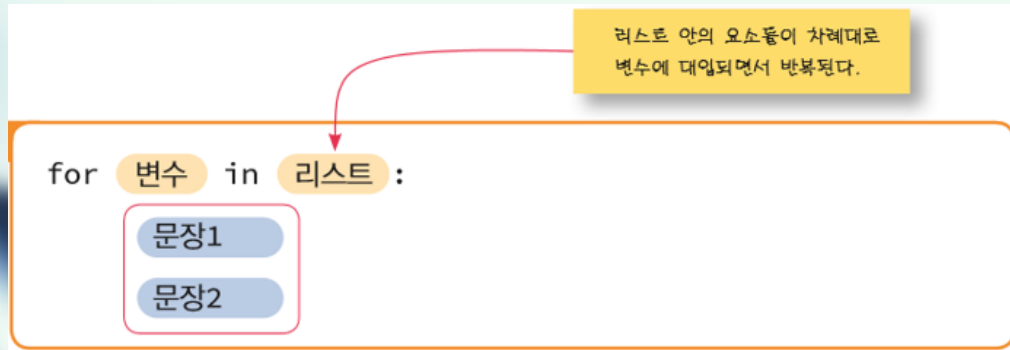 리스트 안의 요소들이 차례대로
변수에 대입되면서 반복된다.
for 변수 in 리스트 :
문장1
문장2